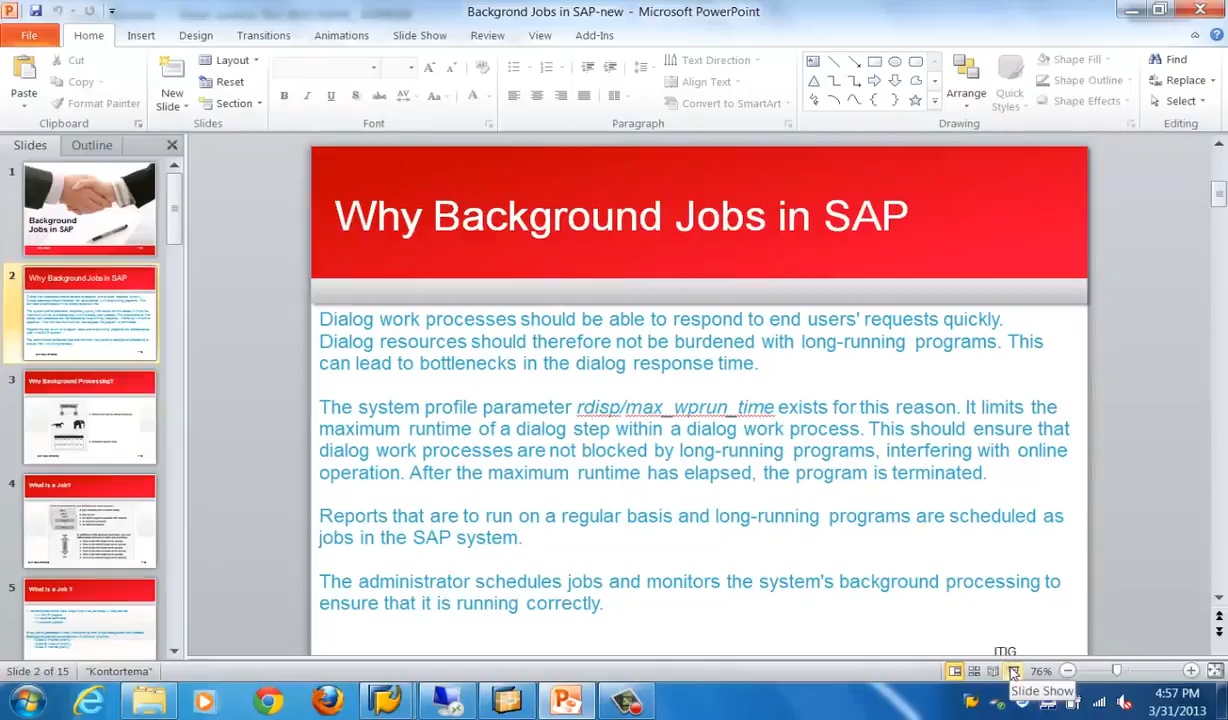 Backgrond Jobs in SAP-new - Microsoft PowerPoint
File Home Insert Design Transitions Animations Slide Show Review View Add-Ins
Cut Layout Text Direction Shape Fill Find
Copy Reset Align Text Shape Outline Replace
Paste Format Painter New Slide Section Convert to SmartArt Arrange Quick Styles Shape Effects Select
Clipboard Slides Font Paragraph Drawing Editing
Slides Outline
1
Background
Jobs in SAP
2
Why Background Jobs in SAP
3
Why Background Processing?
4
What is a Job?
5
What is a Job ?
Why Background Jobs in SAP
Dialog work processes should be able to respond to end users' requests quickly.
Dialog resources should therefore not be burdened with long-running programs. This
can lead to bottlenecks in the dialog response time.
The system profile parameter rdisp/max_wprun_time exists for this reason. It limits the
maximum runtime of a dialog step within a dialog work process. This should ensure that
dialog work processes are not blocked by long-running programs, interfering with online
operation. After the maximum runtime has elapsed, the program is terminated.
Reports that are to run on a regular basis and long-running programs are scheduled as
jobs in the SAP system.
The administrator schedules jobs and monitors the system's background processing to
ensure that it is running correctly.
ITIG
Slide 2 of 15 "Kontortema" 76%
Slide Show
4:57 PM
3/31/2013